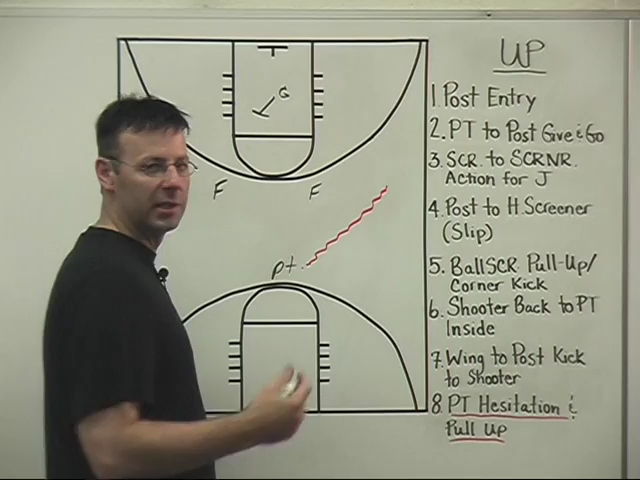 UP
1 Post Entry
2. PT to Post Give & Go
3. SCR. to SCRNR.
Action for J
4. Post to H. Screener
(Slip)
5. Ball SCR. Pull-Up/
Corner Kick
6. Shooter Back to PT
Inside
7. Wing to Post Kick
to Shooter
8. PT Hesitation &
Pull Up
G
F F
Pt.